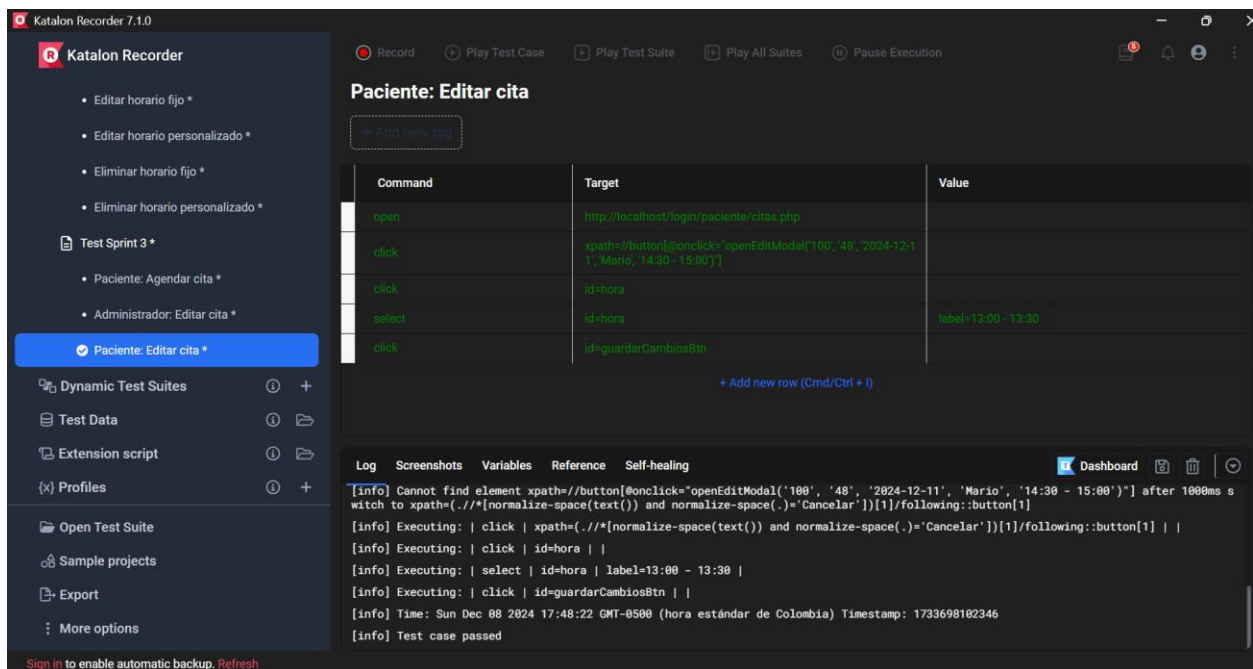 Katalon Recorder 7.1.0
Katalon Recorder
Record
Play Test Case
Play Test Suite
Play All Suites
Pause Execution
Editar horario fijo *
Editar horario personalizado *
Eliminar horario fijo *
Eliminar horario personalizado *
Test Sprint 3 *
Paciente: Agendar cita *
Administrador: Editar cita *
Paciente: Editar cita *
Dynamic Test Suites
Test Data
Extension script
{x} Profiles
Open Test Suite
Sample projects
Export
More options
Sign in to enable automatic backup. Refresh
Paciente: Editar cita
+ Add new tag
Command Target Value
open http://localhost/login/paciente/citas.php
click xpath=//button[@onclick="openEditModal('100', '48', '2024-12-1
1', 'Mario', '14:30 - 15:00')"]
click id=hora
select id=hora label=13:00 - 13:30
click id=guardarCambiosBtn
+ Add new row (Cmd/Ctrl + I)
Log Screenshots Variables Reference Self-healing Dashboard
[info] Cannot find element xpath=//button[@onclick="openEditModal('100', '48', '2024-12-11', 'Mario', '14:30 - 15:00')"] after 1000ms s
witch to xpath=(.//*[normalize-space(text()) and normalize-space(.)='Cancelar'])[1]/following::button[1]
[info] Executing: | click | xpath=(.//*[normalize-space(text()) and normalize-space(.)='Cancelar'])[1]/following::button[1] | |
[info] Executing: | click | id=hora | |
[info] Executing: | select | id=hora | label=13:00 - 13:30 |
[info] Executing: | click | id=guardarCambiosBtn | |
[info] Time: Sun Dec 08 2024 17:48:22 GMT-0500 (hora estándar de Colombia) Timestamp: 1733698102346
[info] Test case passed